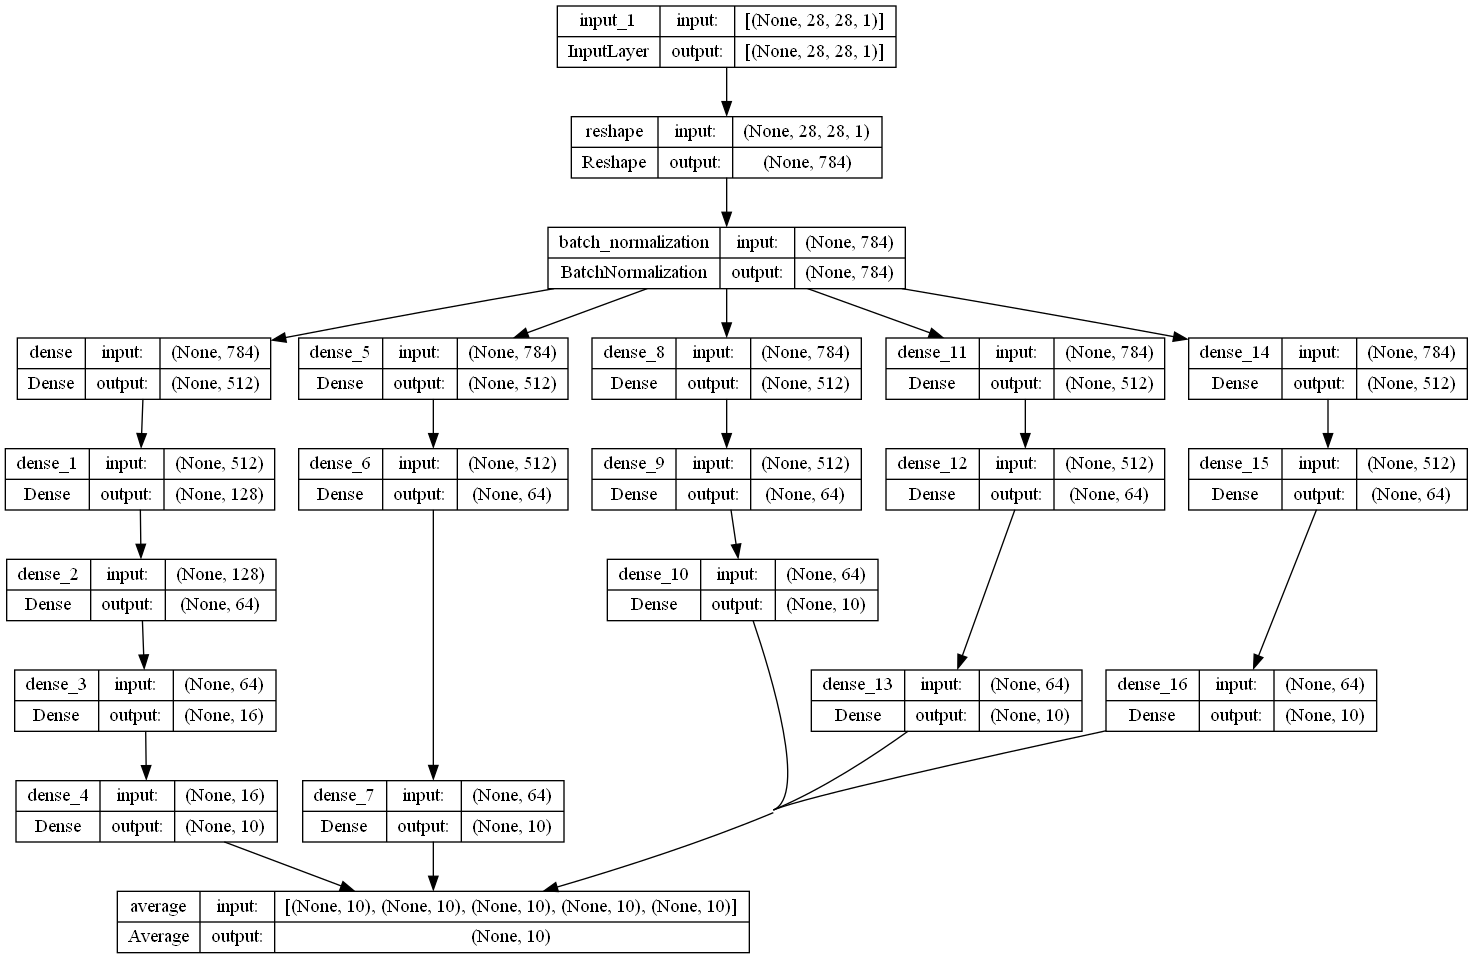 input_1 input: [(None, 28, 28, 1)]
InputLayer output: [(None, 28, 28, 1)]
reshape input: (None, 28, 28, 1)
Reshape output: (None, 784)
batch_normalization input: (None, 784)
BatchNormalization output: (None, 784)
dense input: (None, 784)
Dense output: (None, 512)
dense_5 input: (None, 784)
Dense output: (None, 512)
dense_8 input: (None, 784)
Dense output: (None, 512)
dense_11 input: (None, 784)
Dense output: (None, 512)
dense_14 input: (None, 784)
Dense output: (None, 512)
dense_1 input: (None, 512)
Dense output: (None, 128)
dense_6 input: (None, 512)
Dense output: (None, 64)
dense_9 input: (None, 512)
Dense output: (None, 64)
dense_12 input: (None, 512)
Dense output: (None, 64)
dense_15 input: (None, 512)
Dense output: (None, 64)
dense_2 input: (None, 128)
Dense output: (None, 64)
dense_10 input: (None, 64)
Dense output: (None, 10)
dense_3 input: (None, 64)
Dense output: (None, 16)
dense_13 input: (None, 64)
Dense output: (None, 10)
dense_16 input: (None, 64)
Dense output: (None, 10)
dense_4 input: (None, 16)
Dense output: (None, 10)
dense_7 input: (None, 64)
Dense output: (None, 10)
average input: [(None, 10), (None, 10), (None, 10), (None, 10), (None, 10)]
Average output: (None, 10)